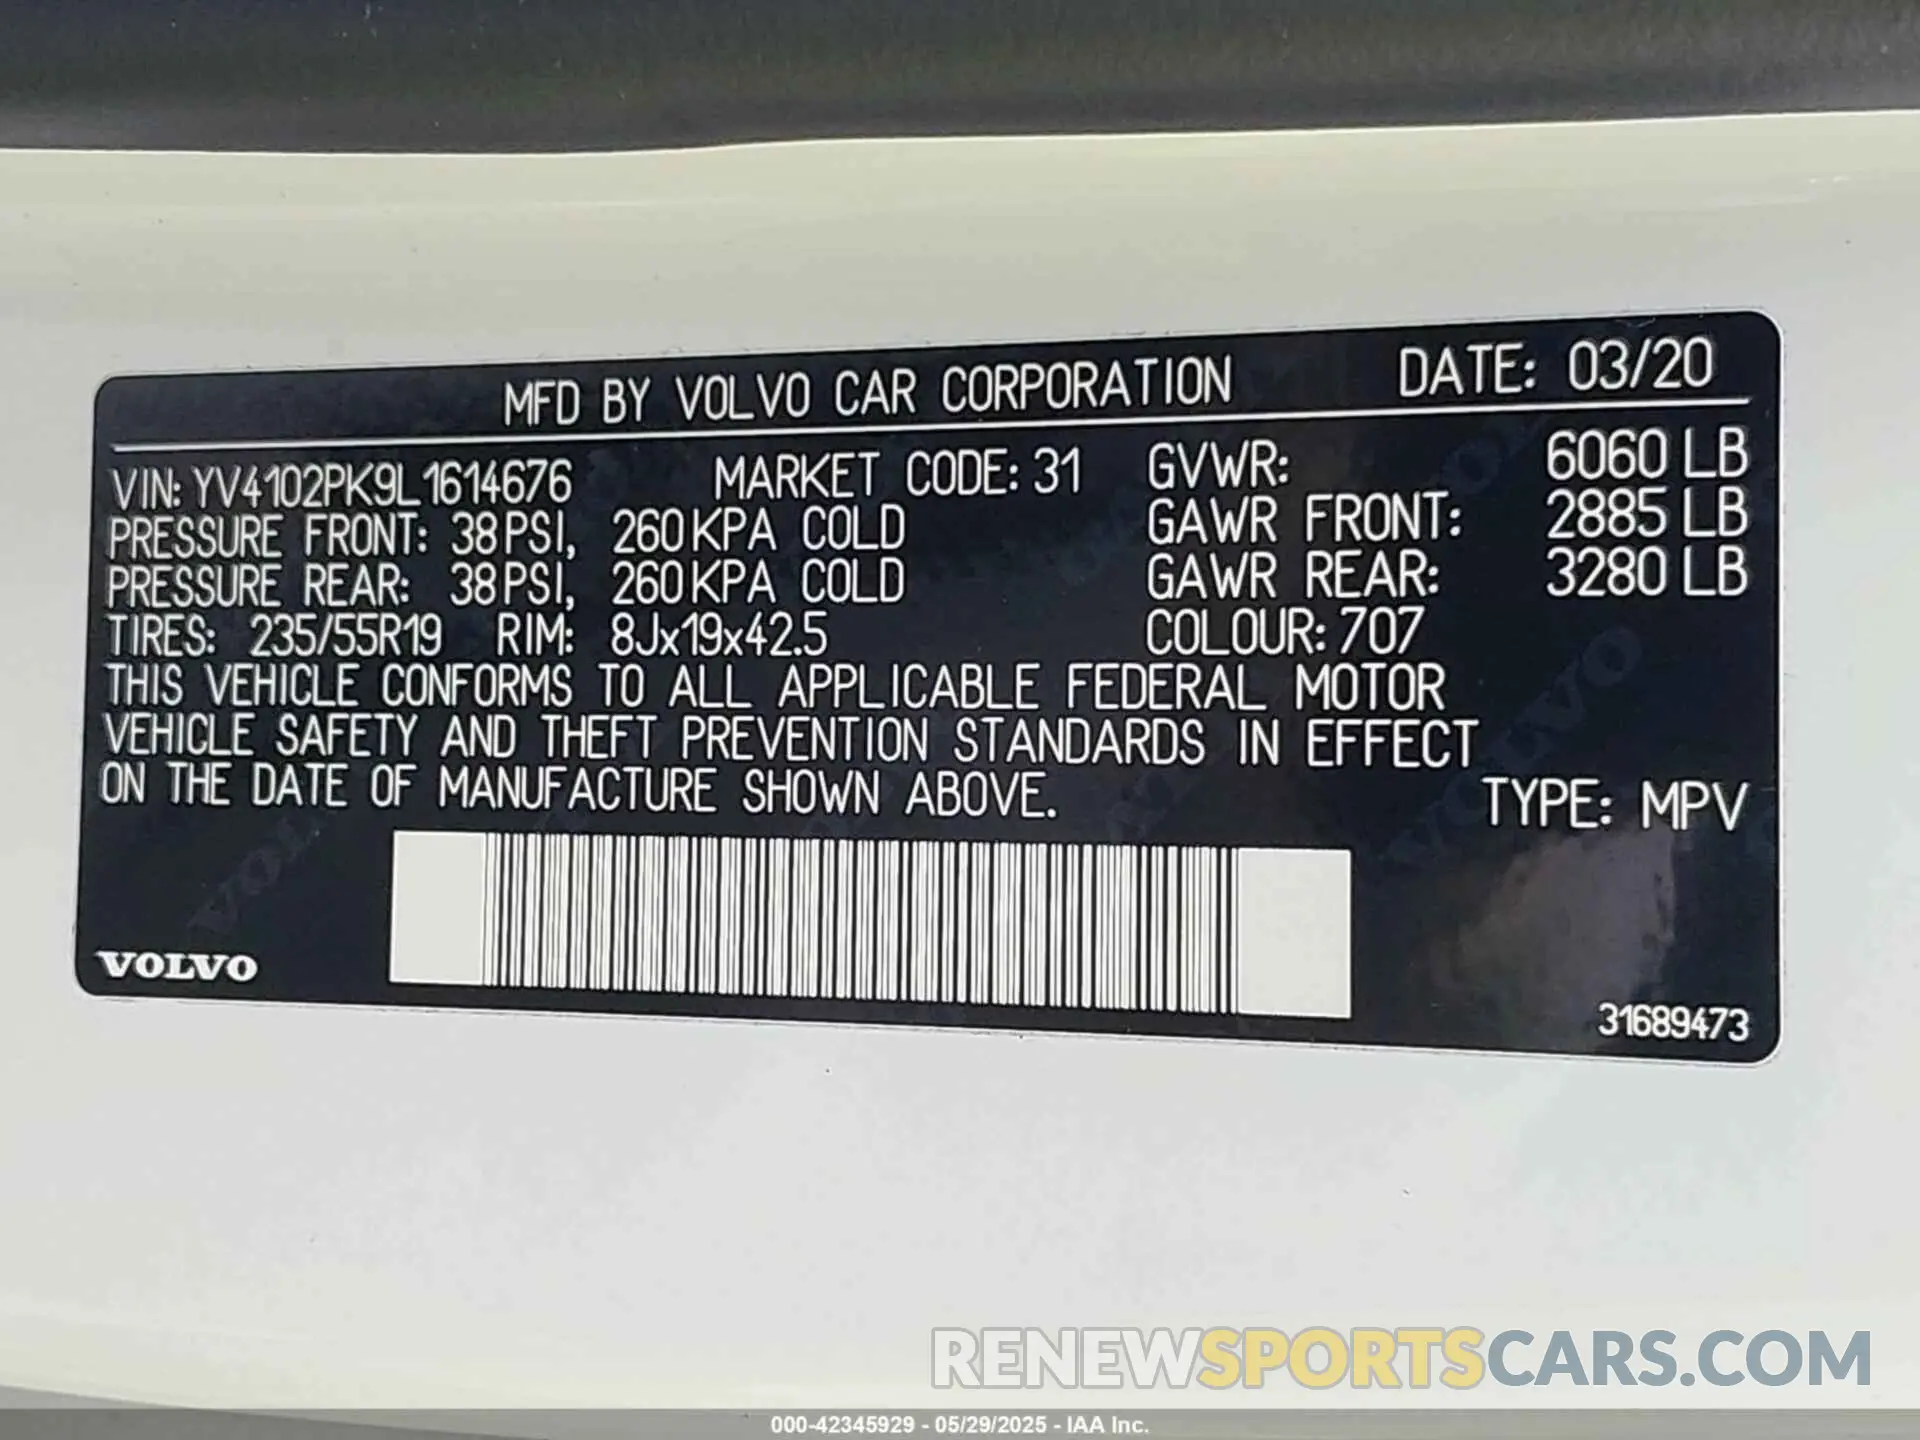 MFD BY VOLVO CAR CORPORATION DATE: 03/20
VIN: YV4102PK9L1614676 MARKET CODE: 31 GVWR: 6060 LB
PRESSURE FRONT: 38 PSI, 260 KPA COLD GAWR FRONT: 2885 LB
PRESSURE REAR: 38 PSI, 260 KPA COLD GAWR REAR: 3280 LB
TIRES: 235/55R19 RIM: 8Jx19x42.5 COLOUR: 707
THIS VEHICLE CONFORMS TO ALL APPLICABLE FEDERAL MOTOR
VEHICLE SAFETY AND THEFT PREVENTION STANDARDS IN EFFECT
ON THE DATE OF MANUFACTURE SHOWN ABOVE.
TYPE: MPV
VOLVO
31689473
RENEWSPORTSCARS.COM
000-42345929 - 05/29/2025 - IAA Inc.